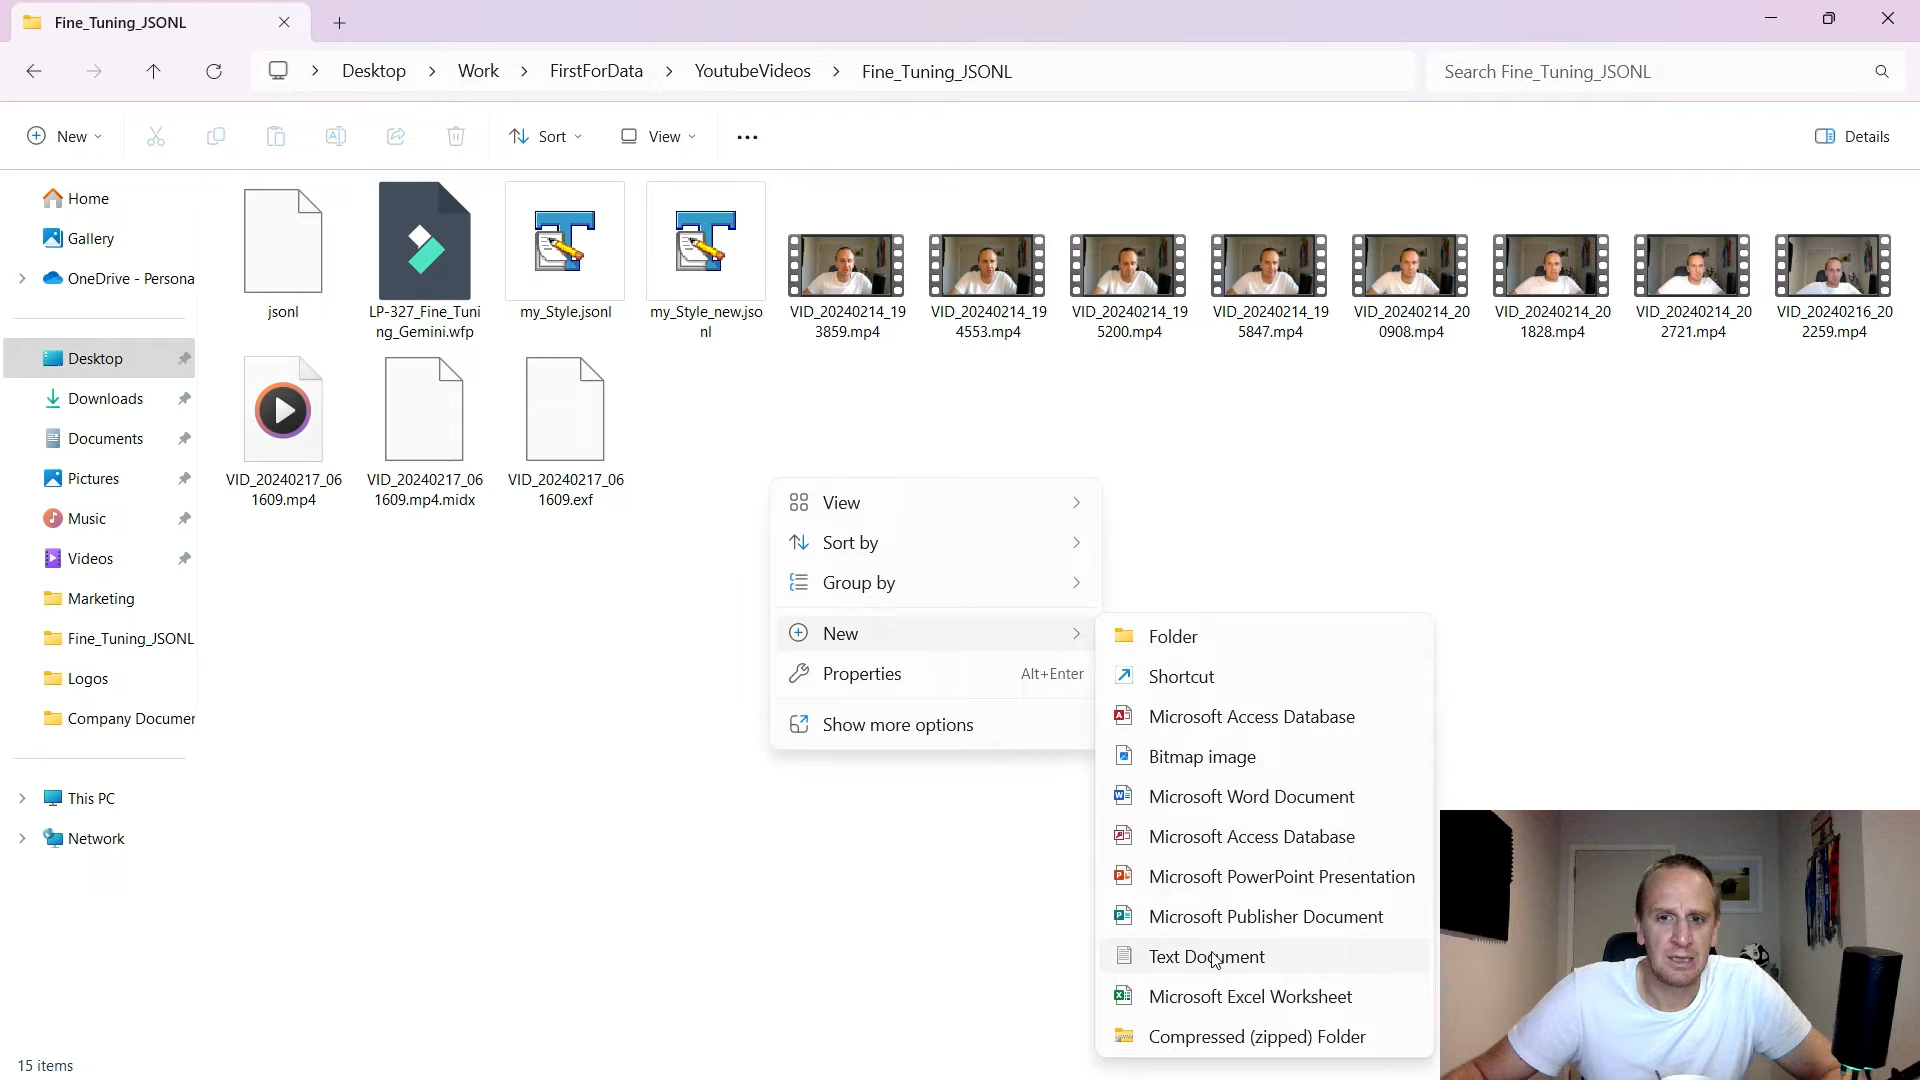 Fine_Tuning_JSONL
Desktop
Work
FirstForData
YoutubeVideos
Fine_Tuning_JSONL
Search Fine_Tuning_JSONL
New
Sort
View
Details
Home
Gallery
OneDrive - Persona
Desktop
Downloads
Documents
Pictures
Music
Videos
Marketing
Fine_Tuning_JSONL
Logos
Company Documer
This PC
Network
jsonl
LP-327_Fine_Tuni
ng_Gemini.wfp
my_Style.jsonl
my_Style_new.jso
nl
VID_20240214_19
3859.mp4
VID_20240214_19
4553.mp4
VID_20240214_19
5200.mp4
VID_20240214_19
5847.mp4
VID_20240214_20
0908.mp4
VID_20240214_20
1828.mp4
VID_20240214_20
2721.mp4
VID_20240216_20
2259.mp4
VID_20240217_06
1609.mp4
VID_20240217_06
1609.mp4.midx
VID_20240217_06
1609.exf
View
Sort by
Group by
New
Properties Alt+Enter
Show more options
Folder
Shortcut
Microsoft Access Database
Bitmap image
Microsoft Word Document
Microsoft Access Database
Microsoft PowerPoint Presentation
Microsoft Publisher Document
Text Document
Microsoft Excel Worksheet
Compressed (zipped) Folder
15 items